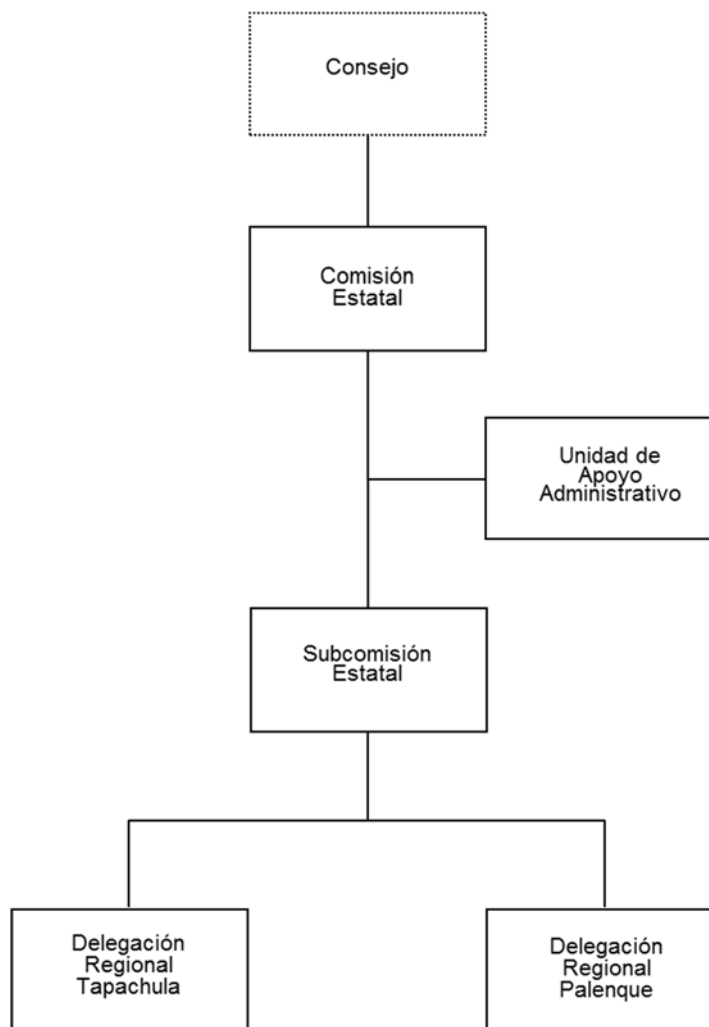 Consejo
Comisión
Estatal
Unidad de
Apoyo
Administrativo
Subcomisión
Estatal
Delegación
Regional
Tapachula
Delegación
Regional
Palenque